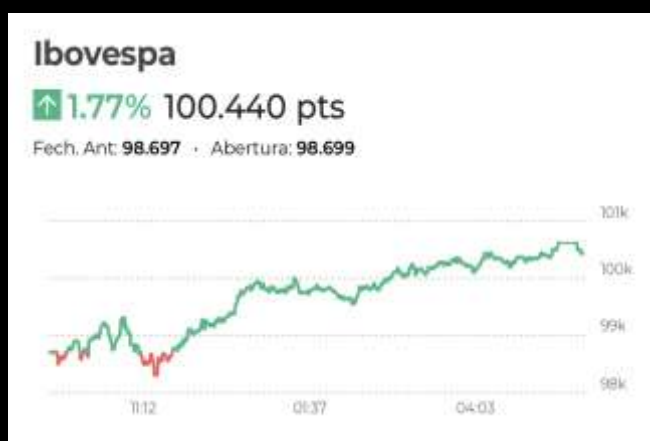 Ibovespa
↑ 1.77% 100.440 pts
Fech. Ant: 98.697 · Abertura: 98.699
101k
100k
99k
98k
11:12 01:37 04:03